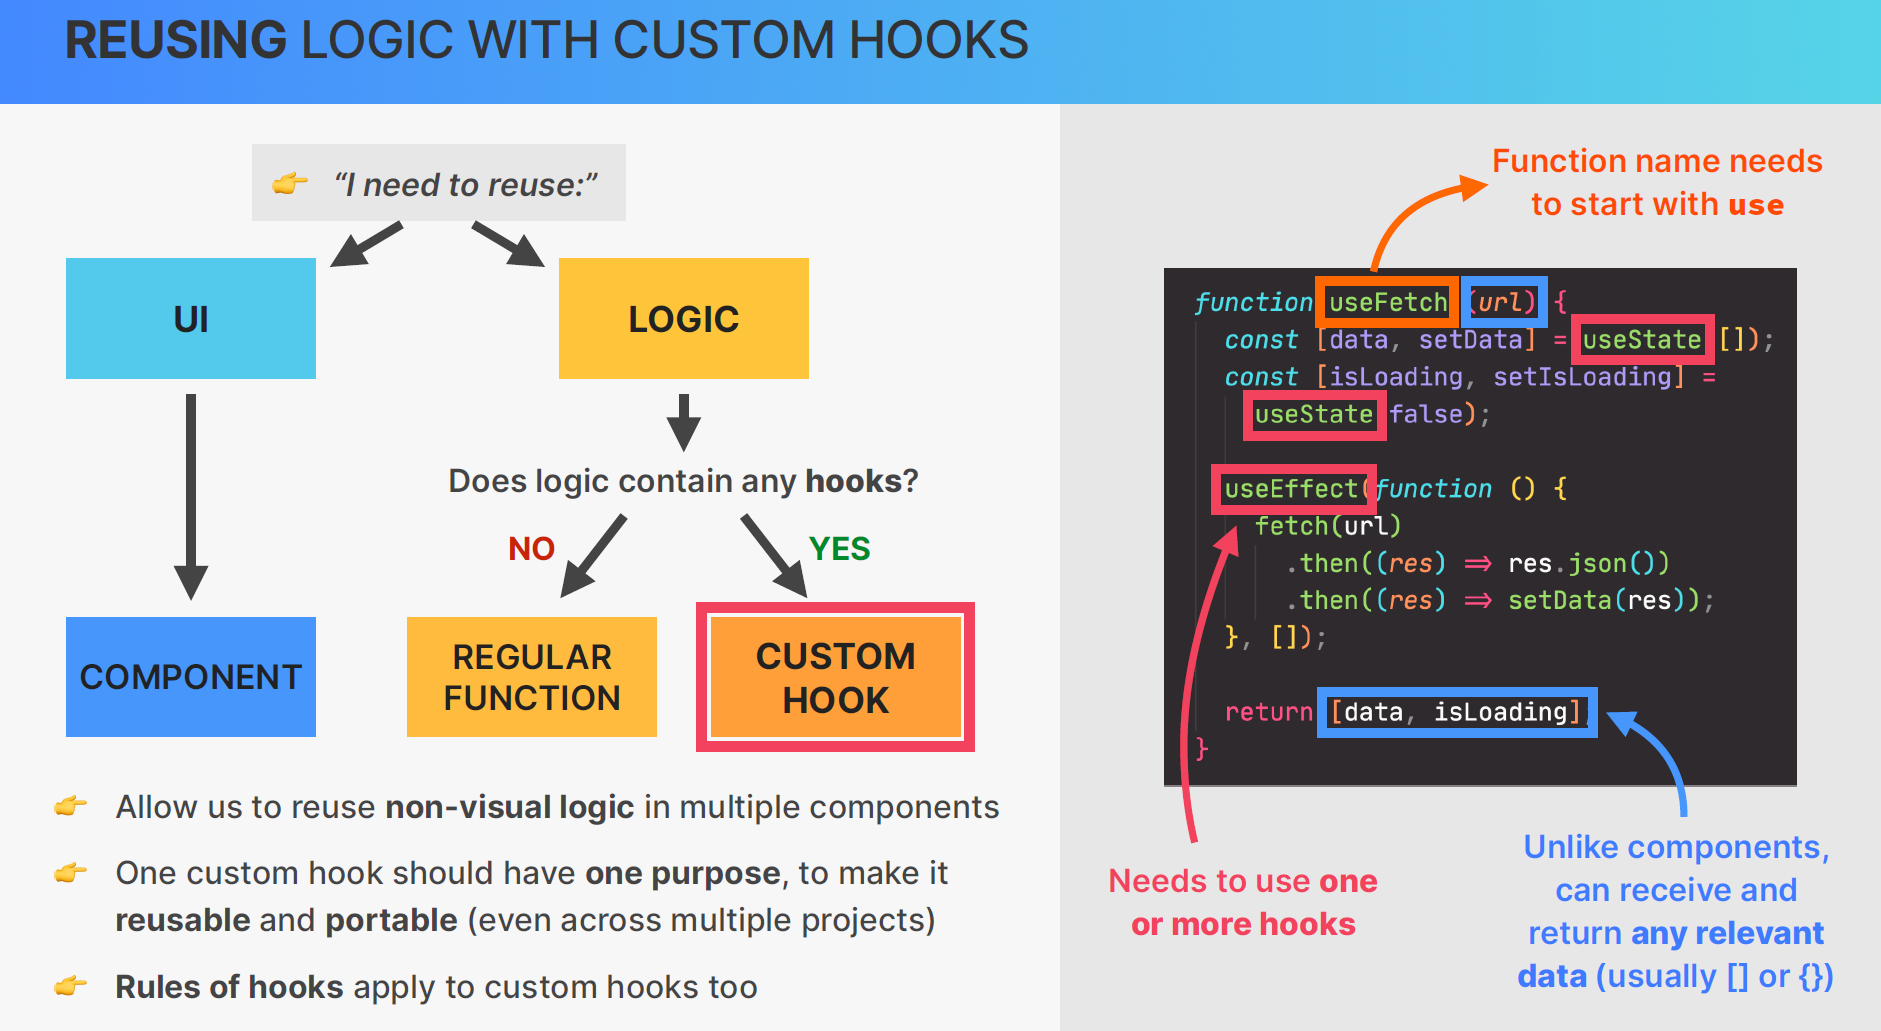 REUSING LOGIC WITH CUSTOM HOOKS
“I need to reuse:”
UI
LOGIC
Does logic contain any hooks?
NO
YES
COMPONENT
REGULAR
FUNCTION
CUSTOM
HOOK
Allow us to reuse non-visual logic in multiple components
One custom hook should have one purpose, to make it
reusable and portable (even across multiple projects)
Rules of hooks apply to custom hooks too
Function name needs
to start with use
function useFetch (url) {
const [data, setData] = useState []);
const [isLoading, setIsLoading] =
useState false);
useEffect(function () {
fetch(url)
.then((res) ⇒ res.json())
.then((res) ⇒ setData(res));
}, []);
return [data, isLoading];
}
Needs to use one
or more hooks
Unlike components,
can receive and
return any relevant
data (usually [] or {})